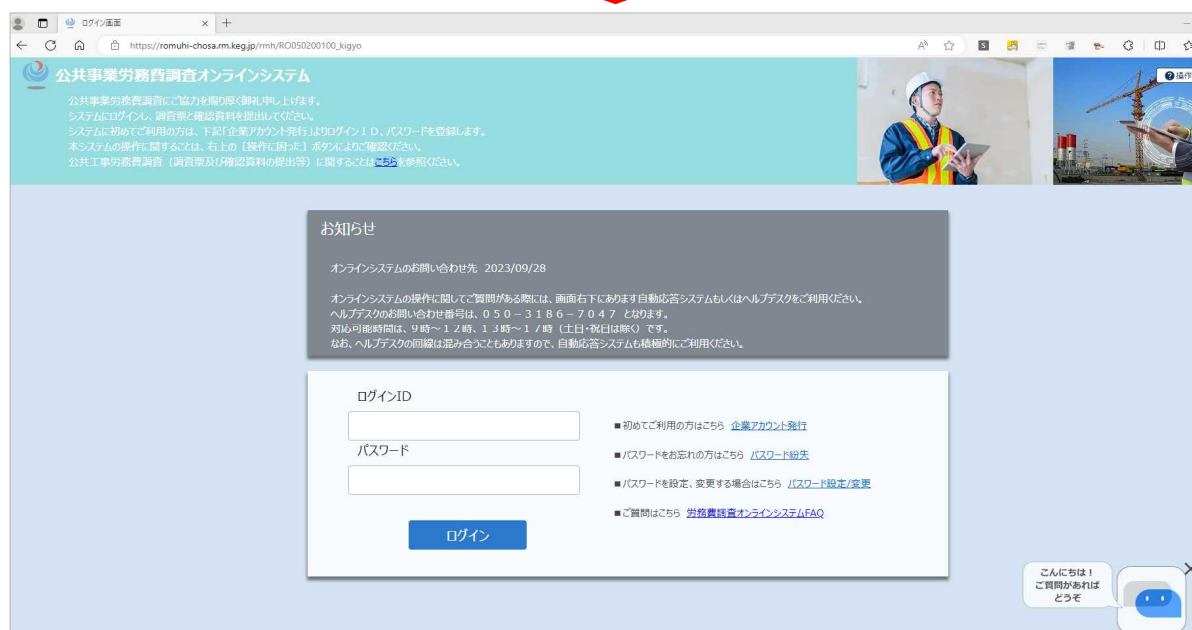 ログイン画面
https://romuhi-chosa.rm.keg.jp/rmh/RO050200100_kigyo
公共事業労務費調査オンラインシステム
操作
公共事業労務費調査にご協力を賜り厚く御礼申し上げます。
システムにログインし、調査票と確認資料を提出してください。
システムに初めてご利用の方は、下記「企業アカウント発行」よりログインＩＤ、パスワードを登録します。
本システムの操作に関することは、右上の［操作に困った］ボタンよりご確認ください。
公共工事労務費調査（調査票及び確認資料の提出等）に関することはこちらを参照ください。
お知らせ
オンラインシステムのお問い合わせ先 2023/09/28
オンラインシステムの操作に関してご質問がある際には、画面右下にあります自動応答システムもしくはヘルプデスクをご利用ください。
ヘルプデスクのお問い合わせ番号は、０５０－３１８６－７０４７ となります。
対応可能時間は、９時～１２時、１３時～１７時（土日・祝日は除く）です。
なお、ヘルプデスクの回線は混み合うこともありますので、自動応答システムも積極的にご利用ください。
ログインID
パスワード
ログイン
■初めてご利用の方はこちら 企業アカウント発行
■パスワードをお忘れの方はこちら パスワード紛失
■パスワードを設定、変更する場合はこちら パスワード設定/変更
■ご質問はこちら 労務費調査オンラインシステムFAQ
こんにちは！
ご質問があれば
どうぞ